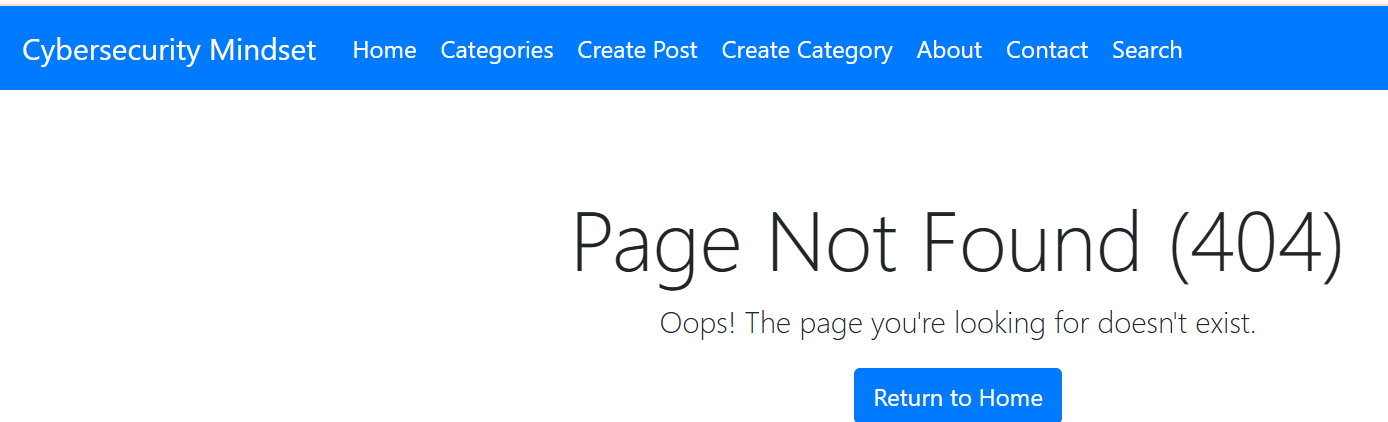 Cybersecurity Mindset Home Categories Create Post Create Category About Contact Search
Page Not Found (404)
Oops! The page you're looking for doesn't exist.
Return to Home